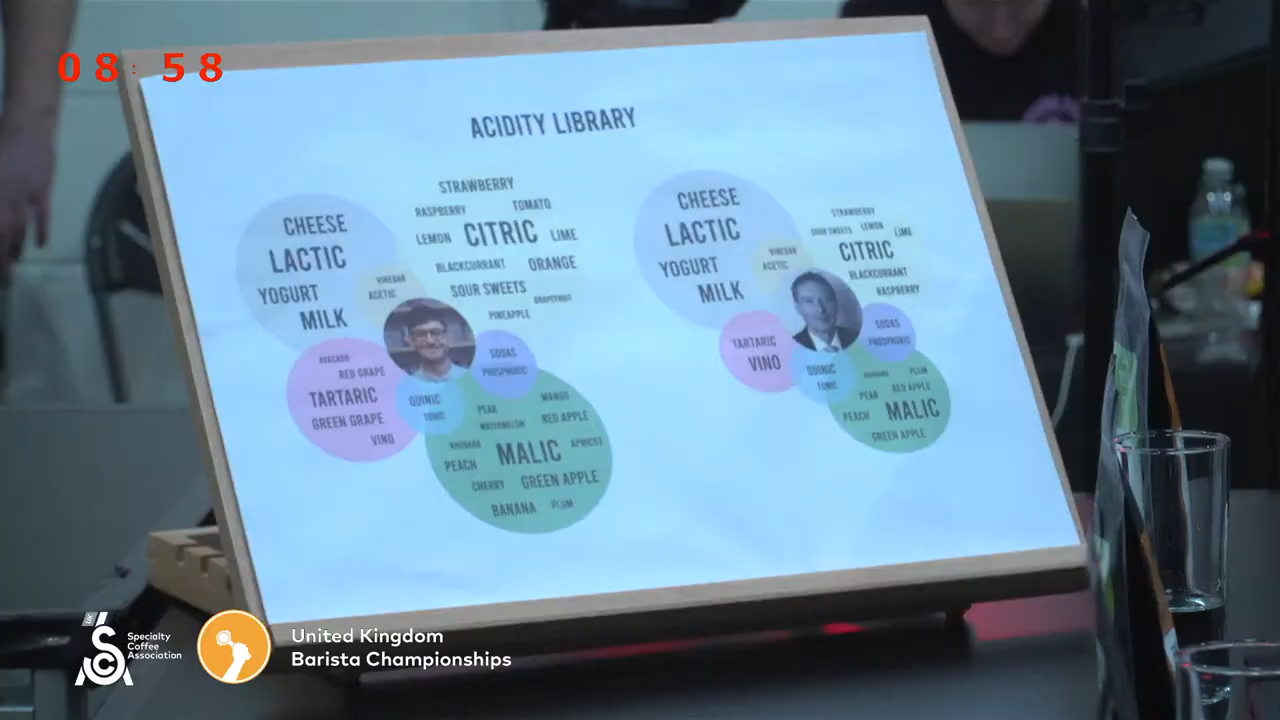 08: 58
ACIDITY LIBRARY
CHEESE
LACTIC
YOGURT
MILK
VINEGAR
ACETIC
STRAWBERRY
RASPBERRY TOMATO
LEMON CITRIC LIME
BLACKCURRANT ORANGE
SOUR SWEETS
GRAPEFRUIT
PINEAPPLE
AVACADO
RED GRAPE
TARTARIC
GREEN GRAPE
VINO
QUINIC
TONIC
SODAS
PHOSPHORIC
PEAR MANGO
WATERMELON RED APPLE
RHUBARB MALIC APRICOT
PEACH
CHERRY GREEN APPLE
BANANA PLUM
CHEESE
LACTIC
YOGURT
MILK
VINEGAR
ACETIC
STRAWBERRY
SOUR SWEETS LEMON LIME
CITRIC
BLACKCURRANT
RASPBERRY
TARTARIC
VINO
QUINIC
TONIC
SODAS
PHOSPHORIC
RHUBARB PLUM
PEAR RED APPLE
PEACH MALIC
GREEN APPLE
Specialty
Coffee
Association
United Kingdom
Barista Championships